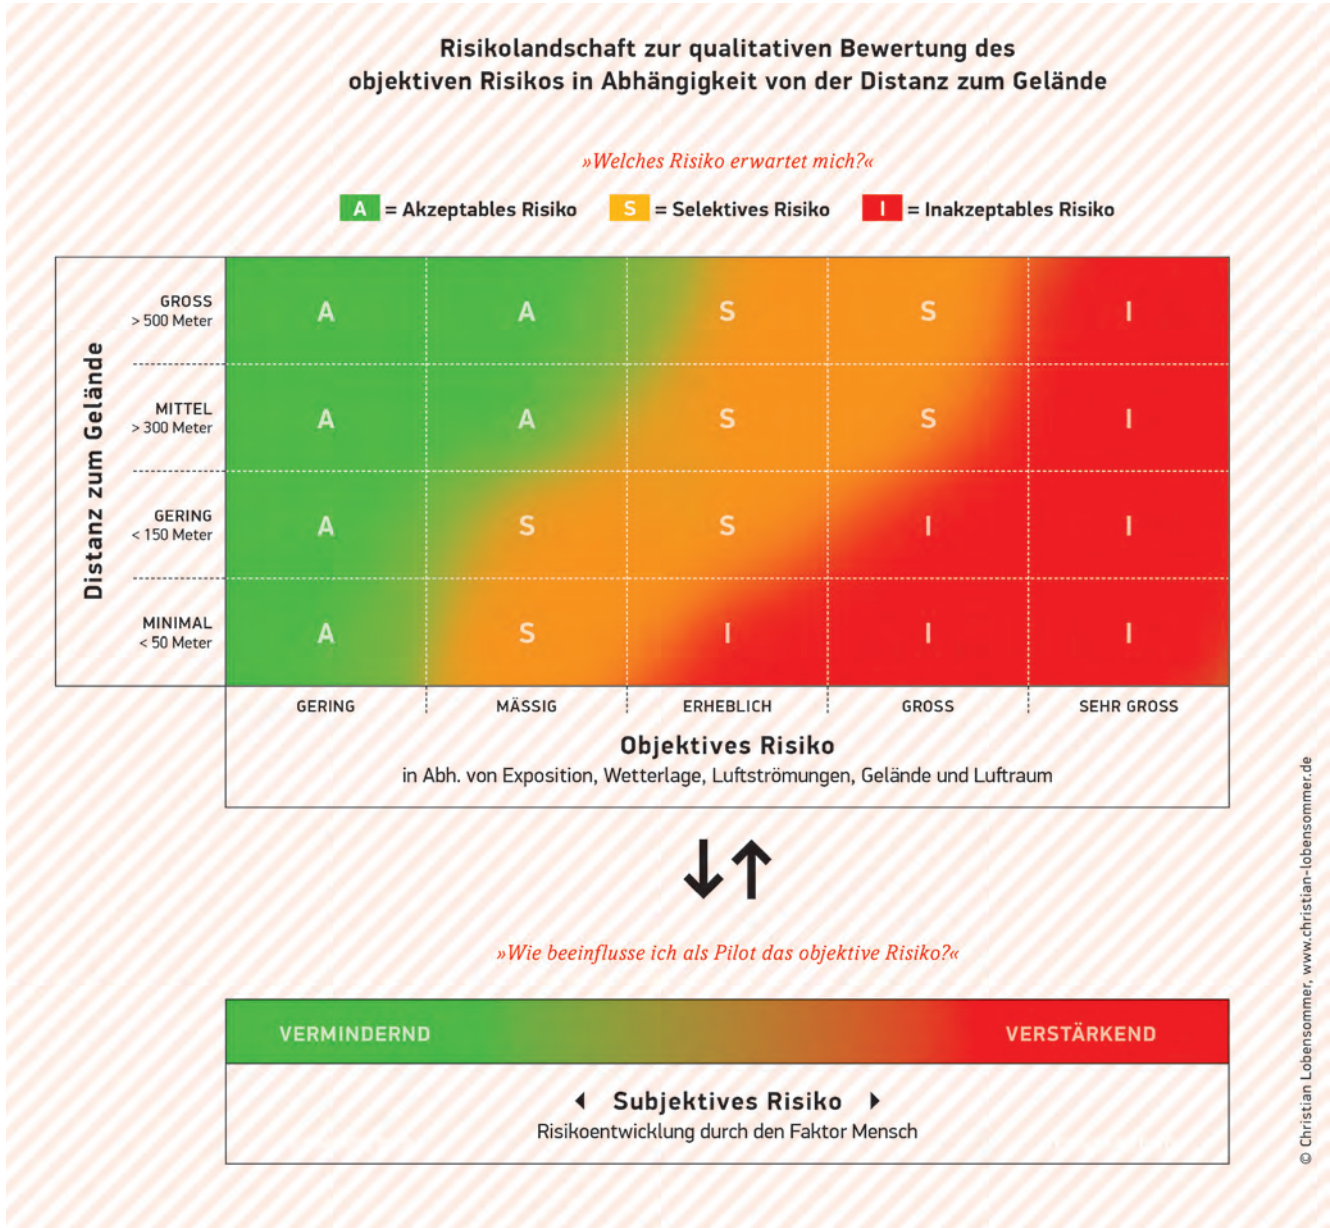 Risikolandschaft zur qualitativen Bewertung des
objektiven Risikos in Abhängigkeit von der Distanz zum Gelände
»Welches Risiko erwartet mich?«
A = Akzeptables Risiko S = Selektives Risiko I = Inakzeptables Risiko
Distanz zum Gelände
GROSS
> 500 Meter
A A S S I
MITTEL
> 300 Meter
A A S S I
GERING
< 150 Meter
A S S I I
MINIMAL
< 50 Meter
A S I I I
GERING MÄSSIG ERHEBLICH GROSS SEHR GROSS
Objektives Risiko
in Abh. von Exposition, Wetterlage, Luftströmungen, Gelände und Luftraum
»Wie beeinflusse ich als Pilot das objektive Risiko?«
VERMINDERND VERSTÄRKEND
Subjektives Risiko
Risikoentwicklung durch den Faktor Mensch
© Christian Lobensommer, www.christian-lobensommer.de